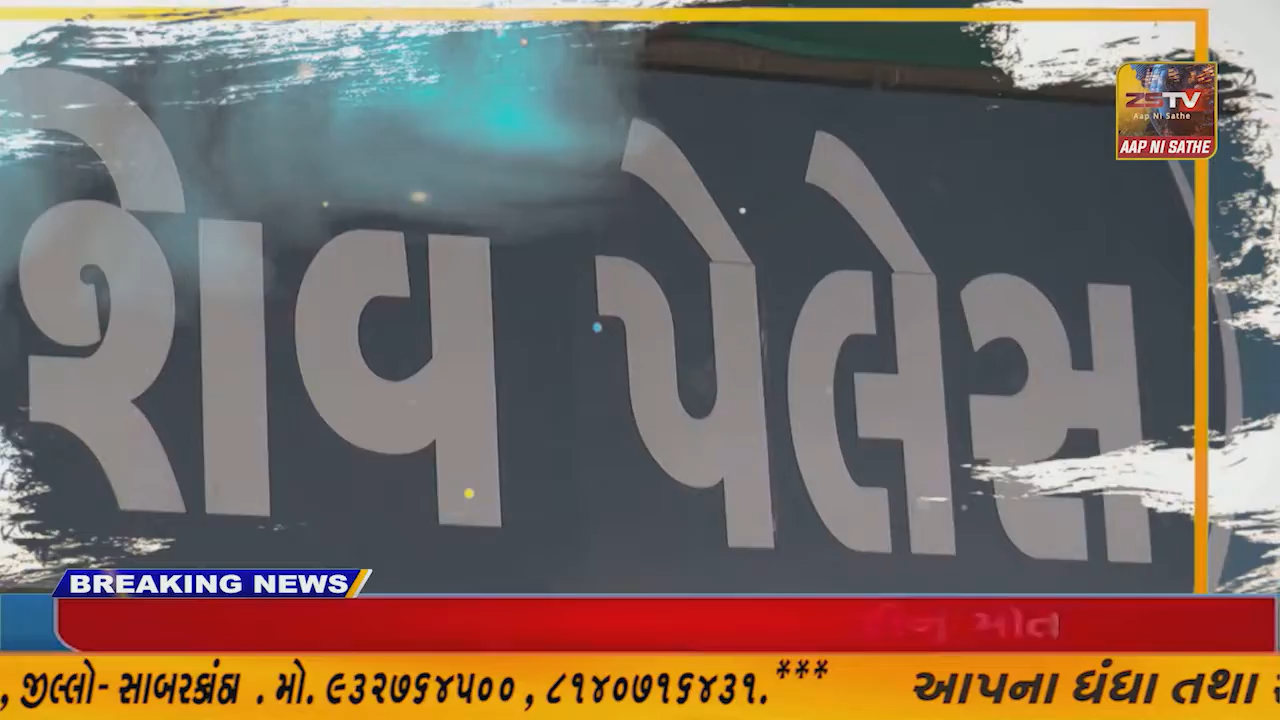 શિવ પેલેસ
ZSTV
Aap Ni Sathe
AAP NI SATHE
BREAKING NEWS
મોત
, જીલ્લો- સાબરકાંઠા . મો. ૯૩૨૭૬૪૫૦૦ , ૮૧૪૦૭૧૬૪૩૧.*** આપના ધંધા તથા